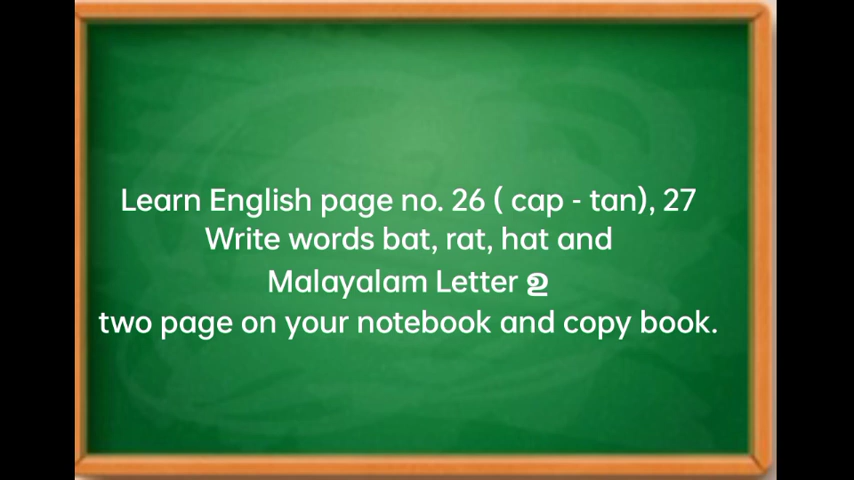 Learn English page no. 26 ( cap - tan), 27
Write words bat, rat, hat and
Malayalam Letter ഉ
two page on your notebook and copy book.